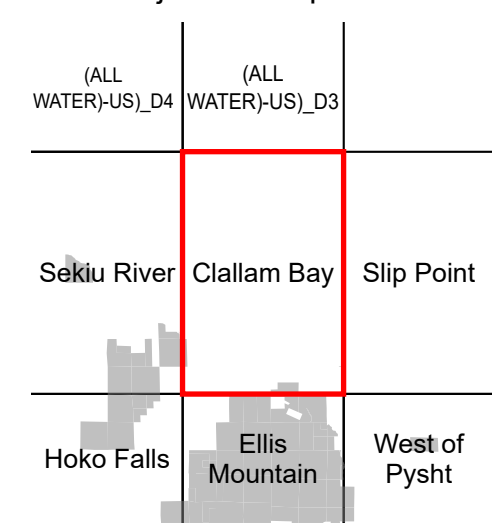 (ALL
WATER)-US)_D4
(ALL
WATER)-US)_D3
Sekiu River
Clallam Bay
Slip Point
Hoko Falls
Ellis
Mountain
West of
Pysht